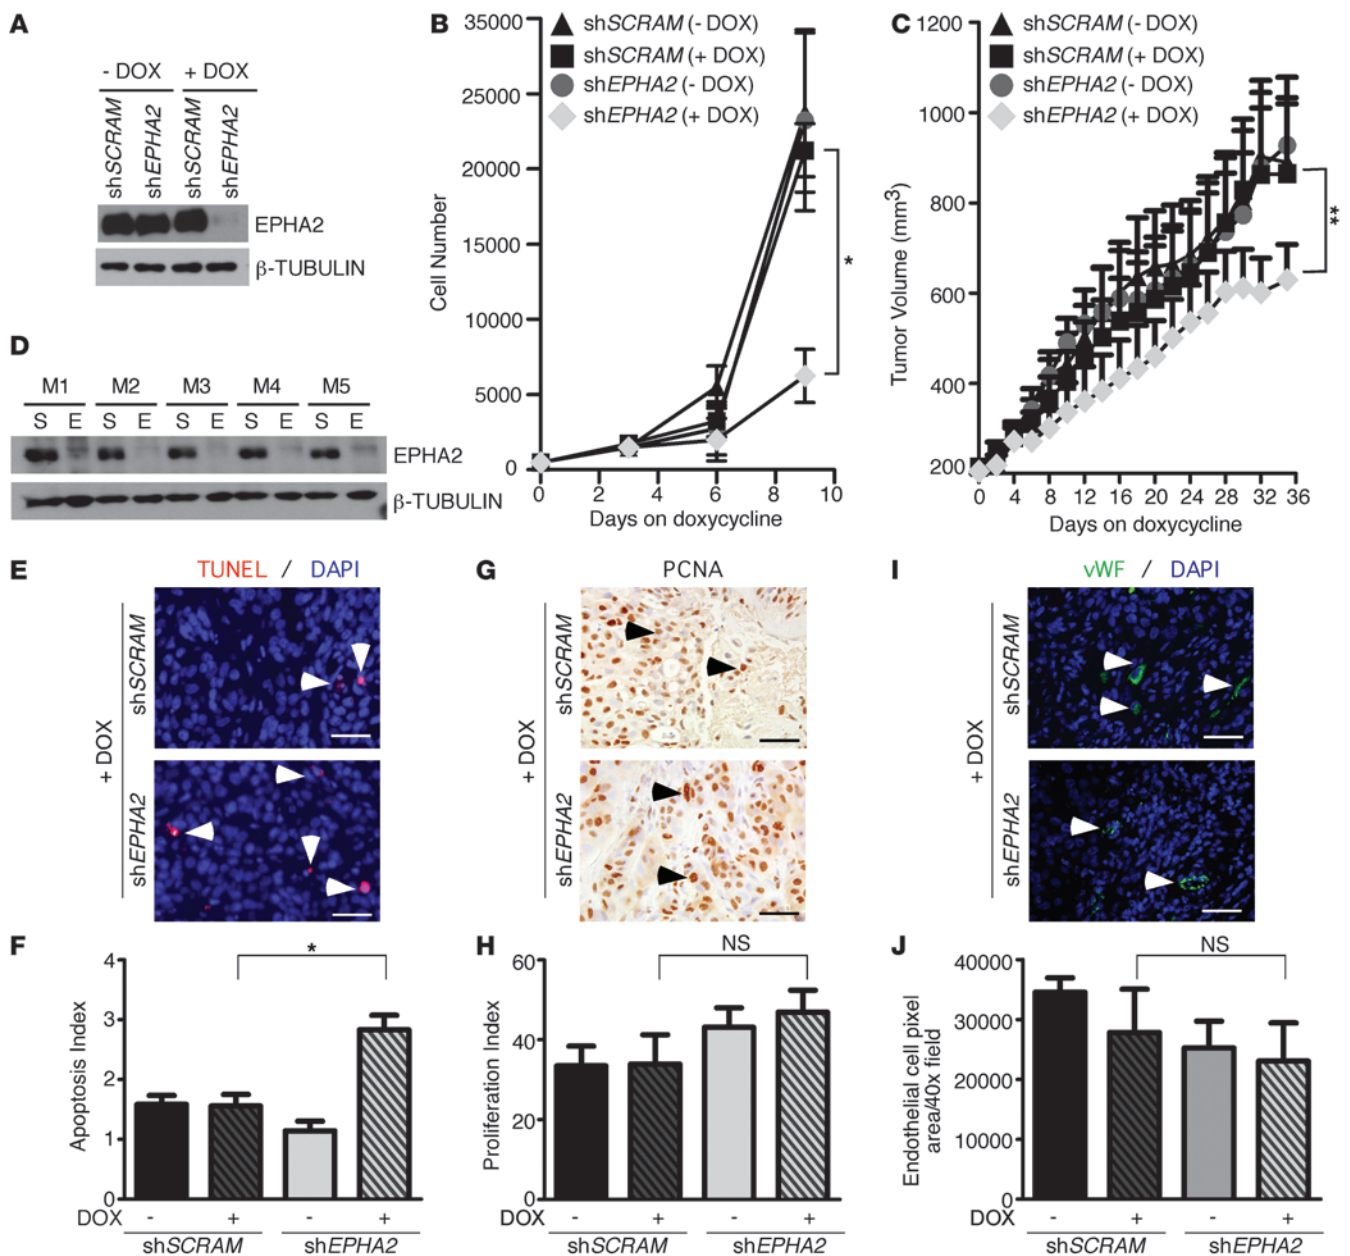 A
- DOX + DOX
shSCRAM shEPHA2 shSCRAM shEPHA2
EPHA2
β-TUBULIN
B
35000
25000
20000
15000
10000
5000
0
Cell Number
0 2 4 6 8 10
Days on doxycycline
shSCRAM (- DOX)
shSCRAM (+ DOX)
shEPHA2 (- DOX)
shEPHA2 (+ DOX)
*
C
1200
1000
800
600
400
200
Tumor Volume (mm3)
0 4 8 12 16 20 24 28 32 36
Days on doxycycline
shSCRAM (- DOX)
shSCRAM (+ DOX)
shEPHA2 (- DOX)
shEPHA2 (+ DOX)
**
D
M1 M2 M3 M4 M5
S E S E S E S E S E
EPHA2
β-TUBULIN
E
TUNEL / DAPI
+ DOX
shSCRAM
shEPHA2
G
PCNA
+ DOX
shSCRAM
shEPHA2
I
vWF / DAPI
+ DOX
shSCRAM
shEPHA2
F
*
4
3
2
1
0
Apoptosis Index
DOX - + - +
shSCRAM shEPHA2
H
NS
60
40
20
0
Proliferation Index
DOX - + - +
shSCRAM shEPHA2
J
NS
40000
30000
20000
10000
0
Endothelial cell pixel
area/40x field
DOX - + - +
shSCRAM shEPHA2